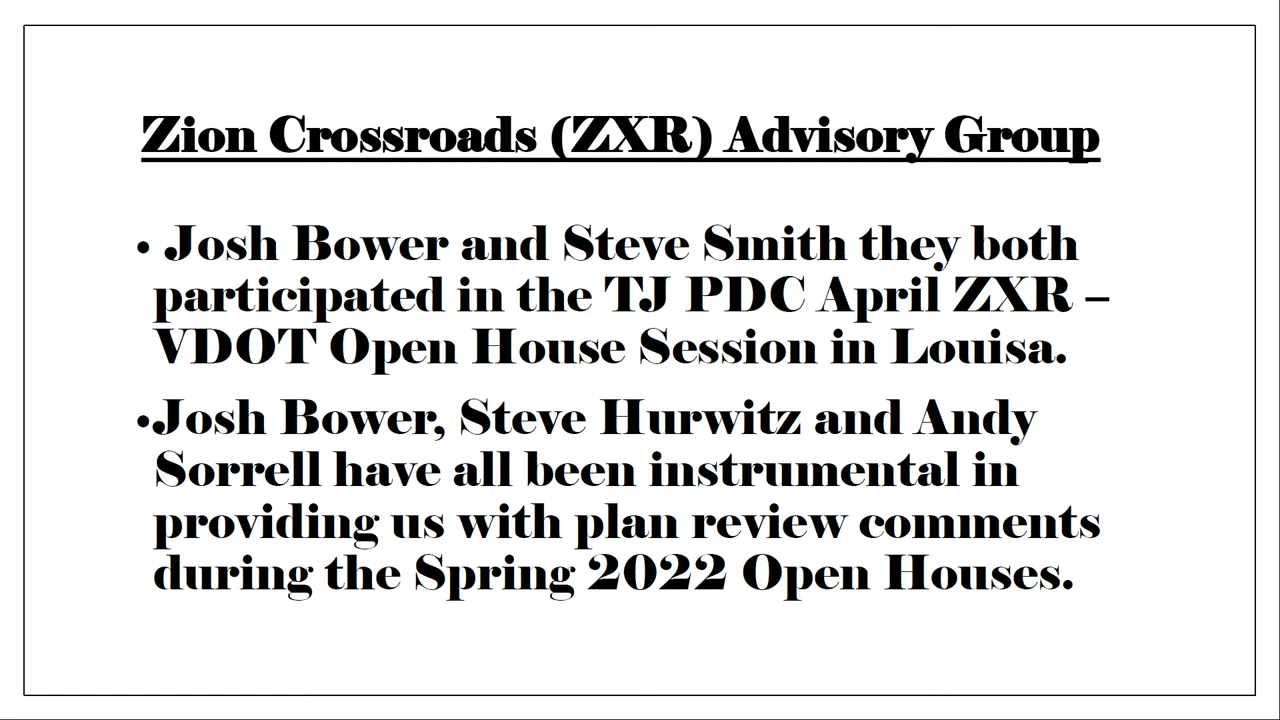 Zion Crossroads (ZXR) Advisory Group
• Josh Bower and Steve Smith they both
participated in the TJ PDC April ZXR –
VDOT Open House Session in Louisa.
•Josh Bower, Steve Hurwitz and Andy
Sorrell have all been instrumental in
providing us with plan review comments
during the Spring 2022 Open Houses.